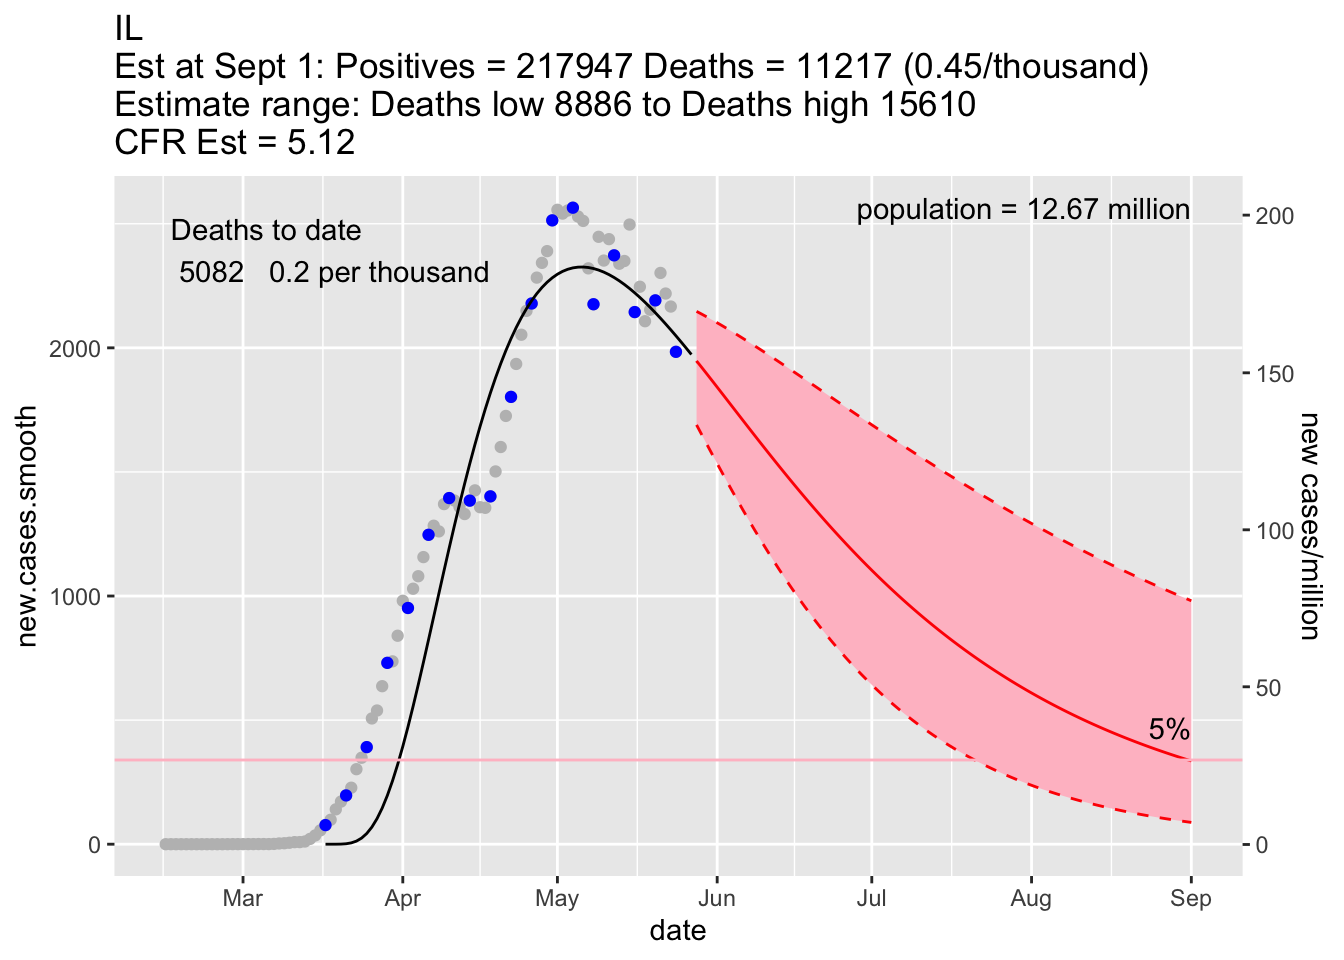 IL
Est at Sept 1: Positives = 217947 Deaths = 11217 (0.45/thousand)
Estimate range: Deaths low 8886 to Deaths high 15610
CFR Est = 5.12
Deaths to date
5082 0.2 per thousand
population = 12.67 million
5%
new.cases.smooth
2000
1000
0
200
150
100
50
0
new cases/million
Mar Apr May Jun Jul Aug Sep
date